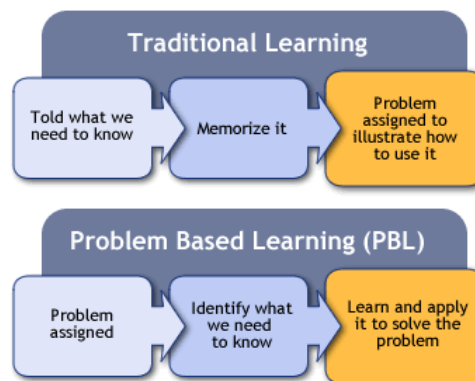 Traditional Learning
Told what we
need to know
Memorize it
Problem
assigned to
illustrate how
to use it
Problem Based Learning (PBL)
Problem
assigned
Identify what
we need
to know
Learn and apply
it to solve the
problem